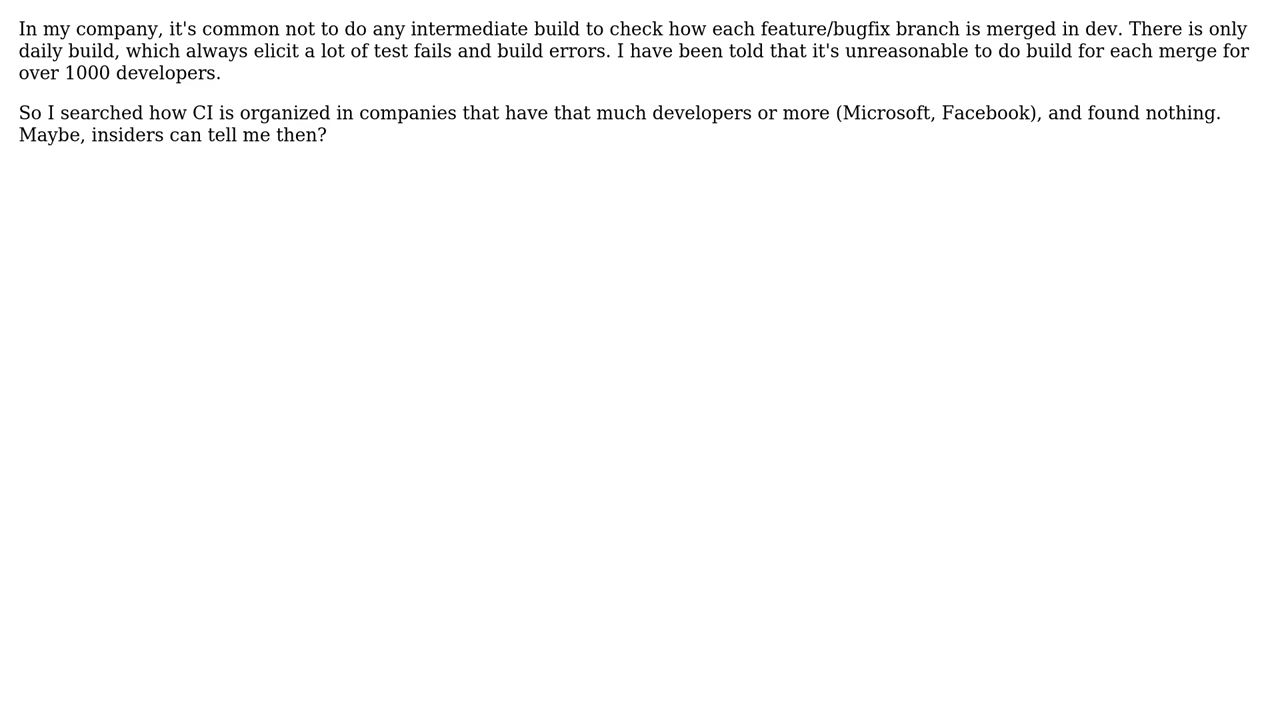 In my company, it's common not to do any intermediate build to check how each feature/bugfix branch is merged in dev. There is only
daily build, which always elicit a lot of test fails and build errors. I have been told that it's unreasonable to do build for each merge for
over 1000 developers.
So I searched how CI is organized in companies that have that much developers or more (Microsoft, Facebook), and found nothing.
Maybe, insiders can tell me then?